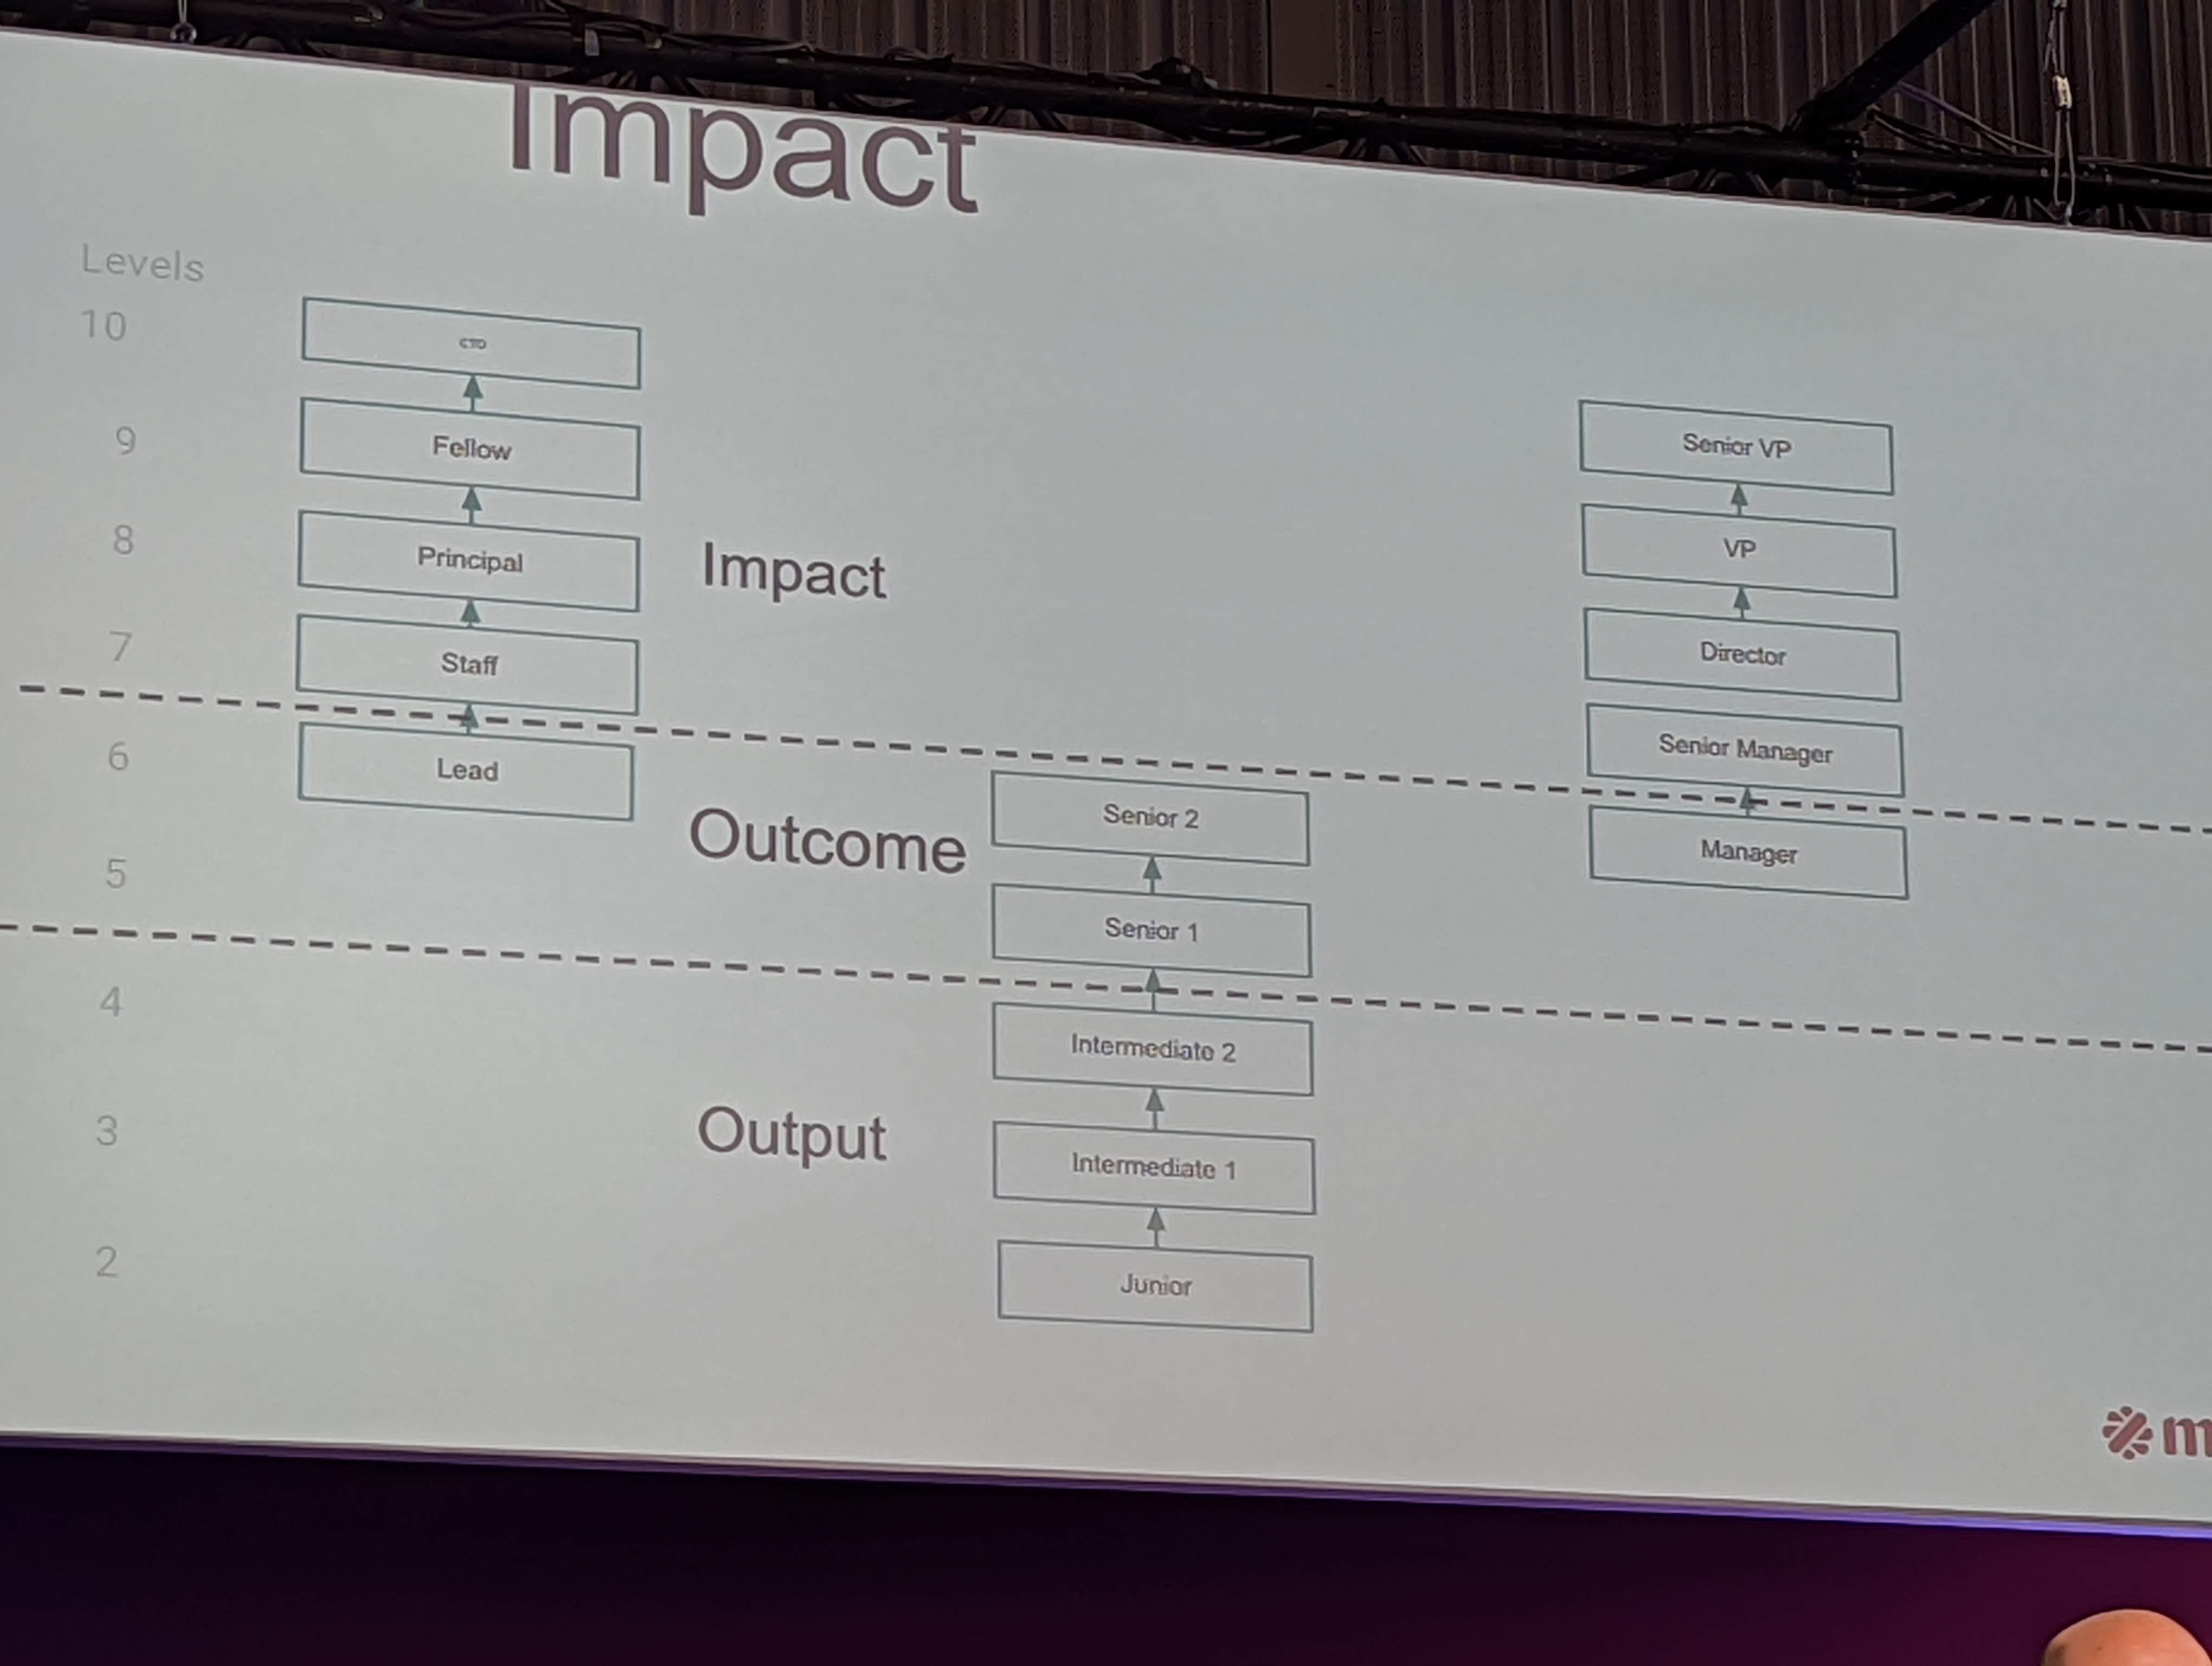 Impact
Levels
10
CTO
9
Fellow
Senior VP
8
Principal
Impact
VP
7
Staff
Director
Senior Manager
6
Lead
Outcome
Senior 2
Manager
5
Senior 1
4
Intermediate 2
3
Output
Intermediate 1
2
Junior
m